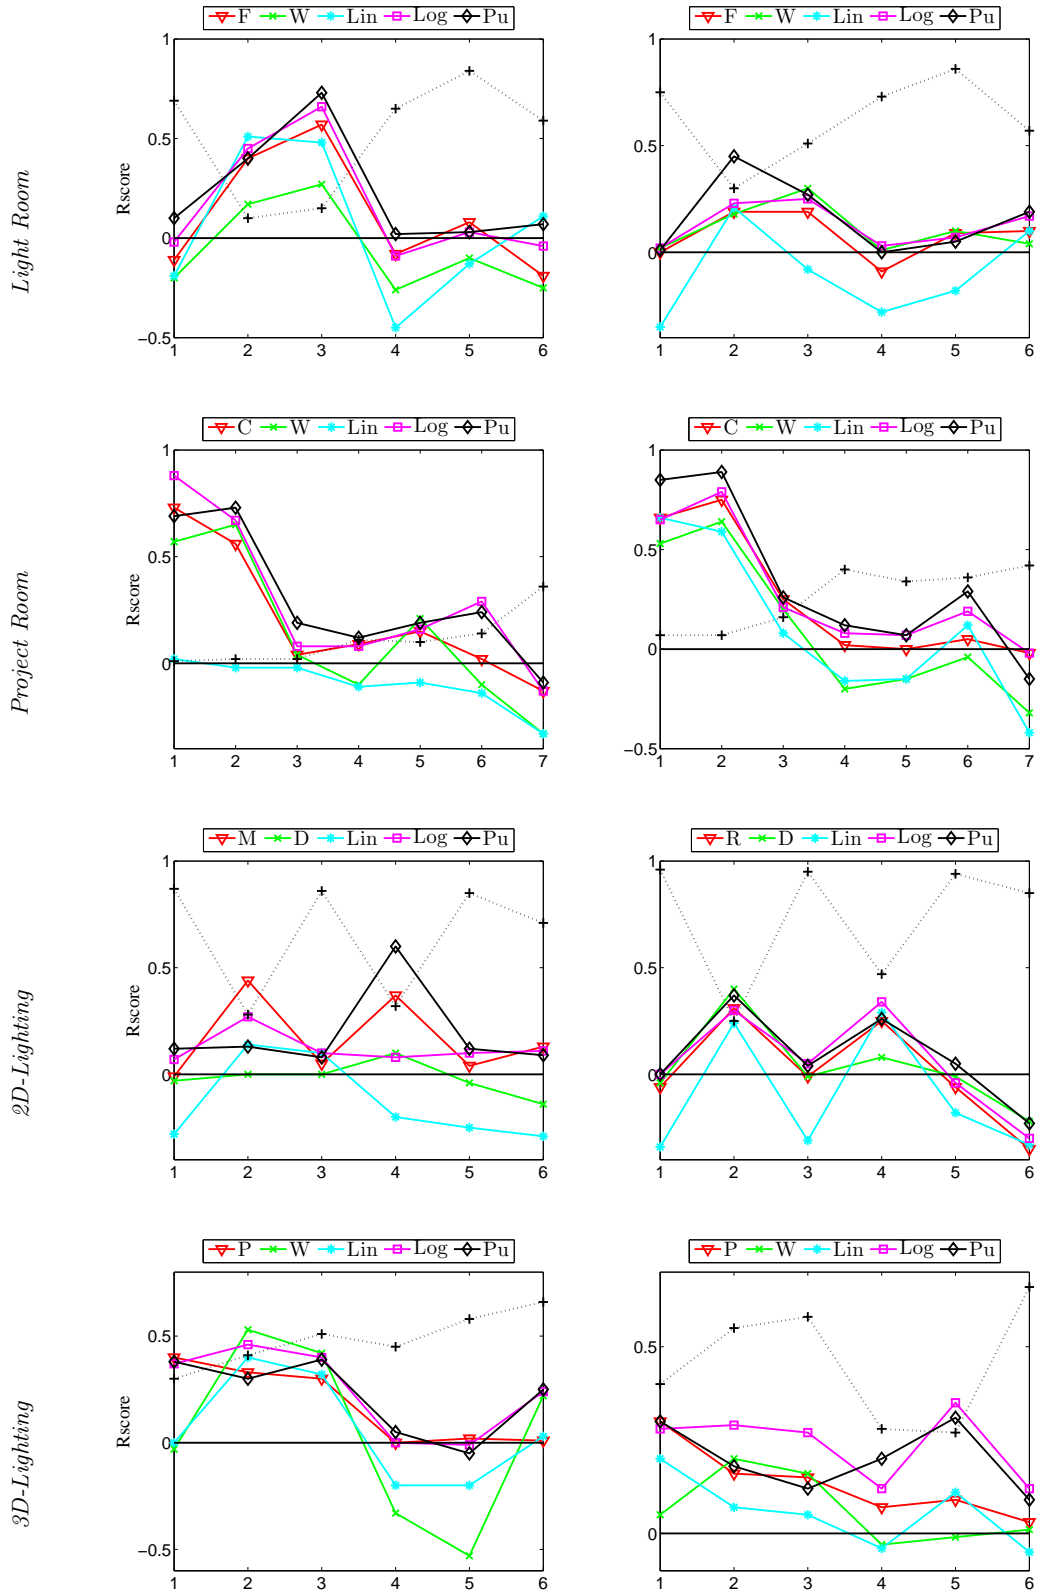 F W Lin Log Pu
F W Lin Log Pu
1
0.5
0
−0.5
Rscore
Light Room
1 2 3 4 5 6
1
0.5
0
1 2 3 4 5 6
C W Lin Log Pu
C W Lin Log Pu
1
0.5
0
Rscore
Project Room
1 2 3 4 5 6 7
1
0.5
0
−0.5
1 2 3 4 5 6 7
M D Lin Log Pu
R D Lin Log Pu
1
0.5
0
Rscore
2D-Lighting
1 2 3 4 5 6
1
0.5
0
1 2 3 4 5 6
P W Lin Log Pu
P W Lin Log Pu
0.5
0
−0.5
Rscore
3D-Lighting
1 2 3 4 5 6
0.5
0
1 2 3 4 5 6